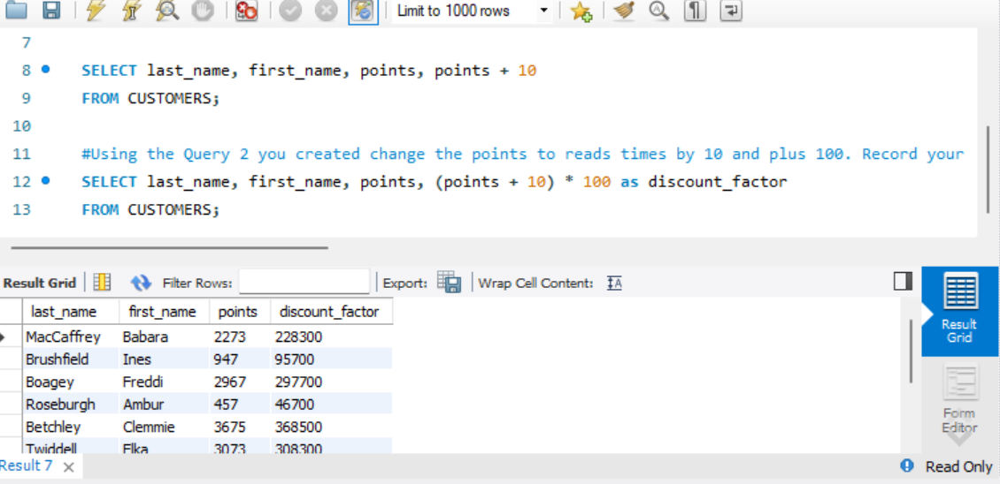 Limit to 1000 rows
7
8 SELECT last_name, first_name, points, points + 10
9 FROM CUSTOMERS;
10
11 #Using the Query 2 you created change the points to reads times by 10 and plus 100. Record your
12 SELECT last_name, first_name, points, (points + 10) * 100 as discount_factor
13 FROM CUSTOMERS;
Result Grid Filter Rows: Export: Wrap Cell Content: IA
last_name first_name points discount_factor
MacCaffrey Babara 2273 228300
Brushfield Ines 947 95700
Boagey Freddi 2967 297700
Roseburgh Ambur 457 46700
Betchley Clemmie 3675 368500
Twiddell Elka 3073 308300
Result
Grid
Form
Editor
Result 7 Read Only